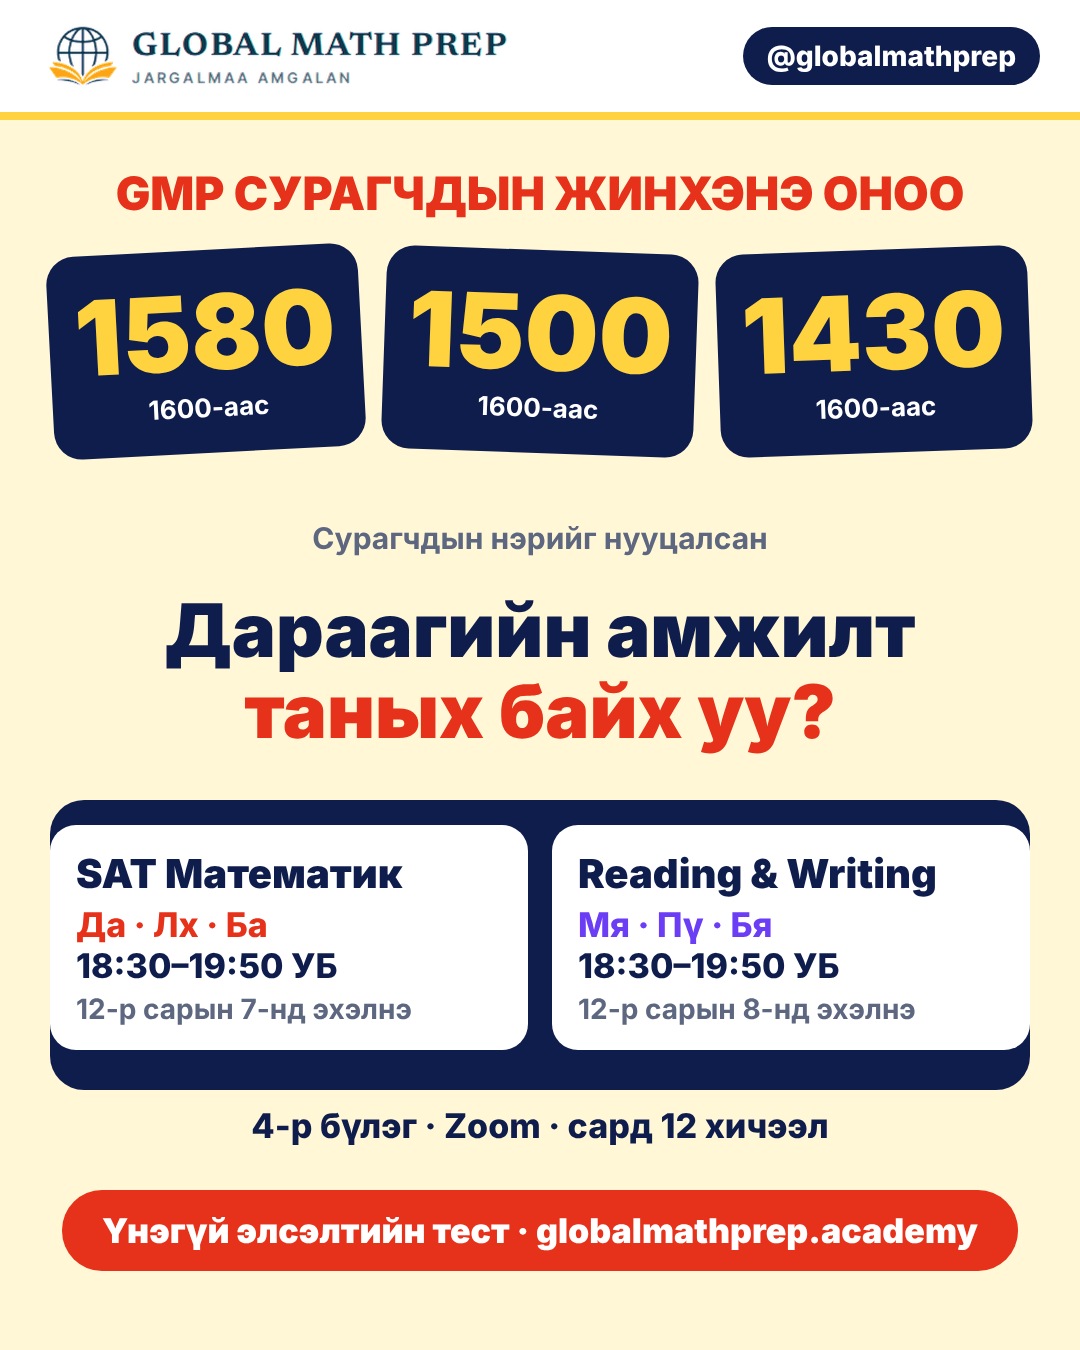 GLOBAL MATH PREP
JARGALMAA AMGALAN
@globalmathprep
GMP СУРАГЧДЫН ЖИНХЭНЭ ОНОО
1580
1600-аас
1500
1600-аас
1430
1600-аас
Сурагчдын нэрийг нууцалсан
Дараагийн амжилт
таных байх уу?
SAT Математик
Да · Лх · Ба
18:30–19:50 УБ
12-р сарын 7-нд эхэлнэ
Reading & Writing
Мя · Пү · Бя
18:30–19:50 УБ
12-р сарын 8-нд эхэлнэ
4-р бүлэг · Zoom · сард 12 хичээл
Үнэгүй элсэлтийн тест · globalmathprep.academy